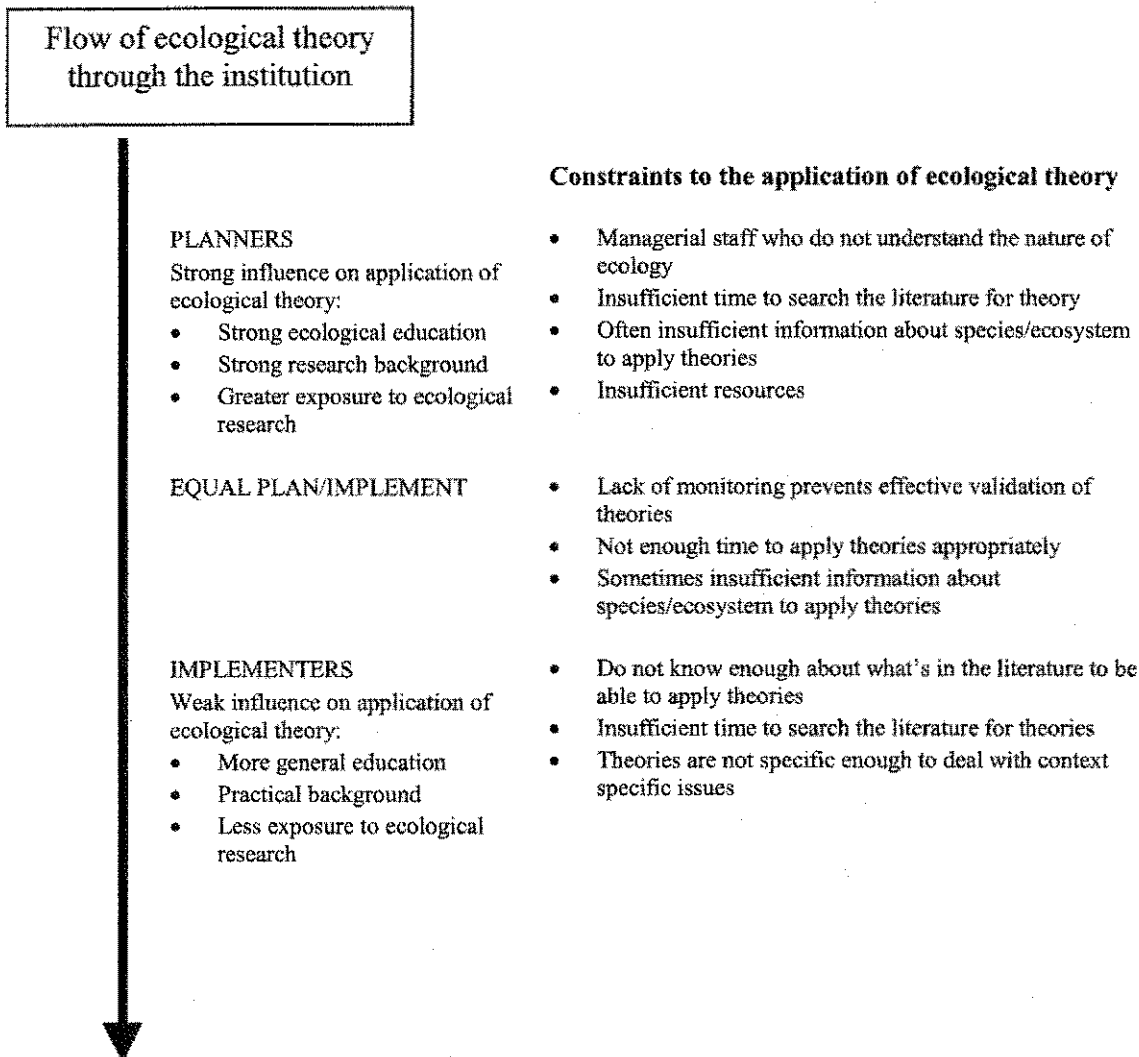 Flow of ecological theory
through the institution
Constraints to the application of ecological theory
PLANNERS
Strong influence on application of
ecological theory:
• Strong ecological education
• Strong research background
• Greater exposure to ecological
research
• Managerial staff who do not understand the nature of
ecology
• Insufficient time to search the literature for theory
• Often insufficient information about species/ecosystem
to apply theories
• Insufficient resources
EQUAL PLAN/IMPLEMENT
• Lack of monitoring prevents effective validation of
theories
• Not enough time to apply theories appropriately
• Sometimes insufficient information about
species/ecosystem to apply theories
IMPLEMENTERS
Weak influence on application of
ecological theory:
• More general education
• Practical background
• Less exposure to ecological
research
• Do not know enough about what's in the literature to be
able to apply theories
• Insufficient time to search the literature for theories
• Theories are not specific enough to deal with context
specific issues